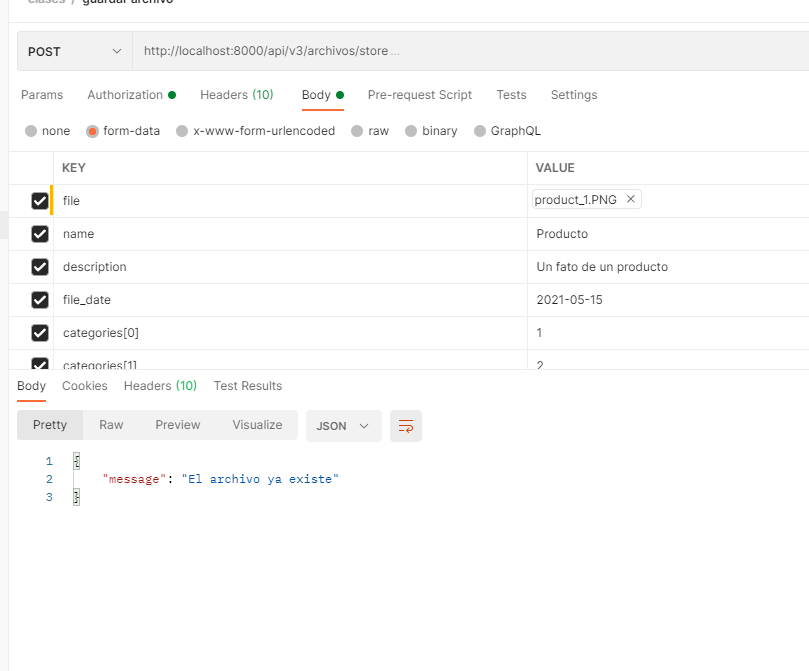 clases / guardar archivo
POST http://localhost:8000/api/v3/archivos/store ...
Params Authorization Headers (10) Body Pre-request Script Tests Settings
none form-data x-www-form-urlencoded raw binary GraphQL
KEY VALUE
file product_1.PNG
name Producto
description Un fato de un producto
file_date 2021-05-15
categories[0] 1
categories[1] 2
Body Cookies Headers (10) Test Results
Pretty Raw Preview Visualize JSON
1 {
2 "message": "El archivo ya existe"
3 }